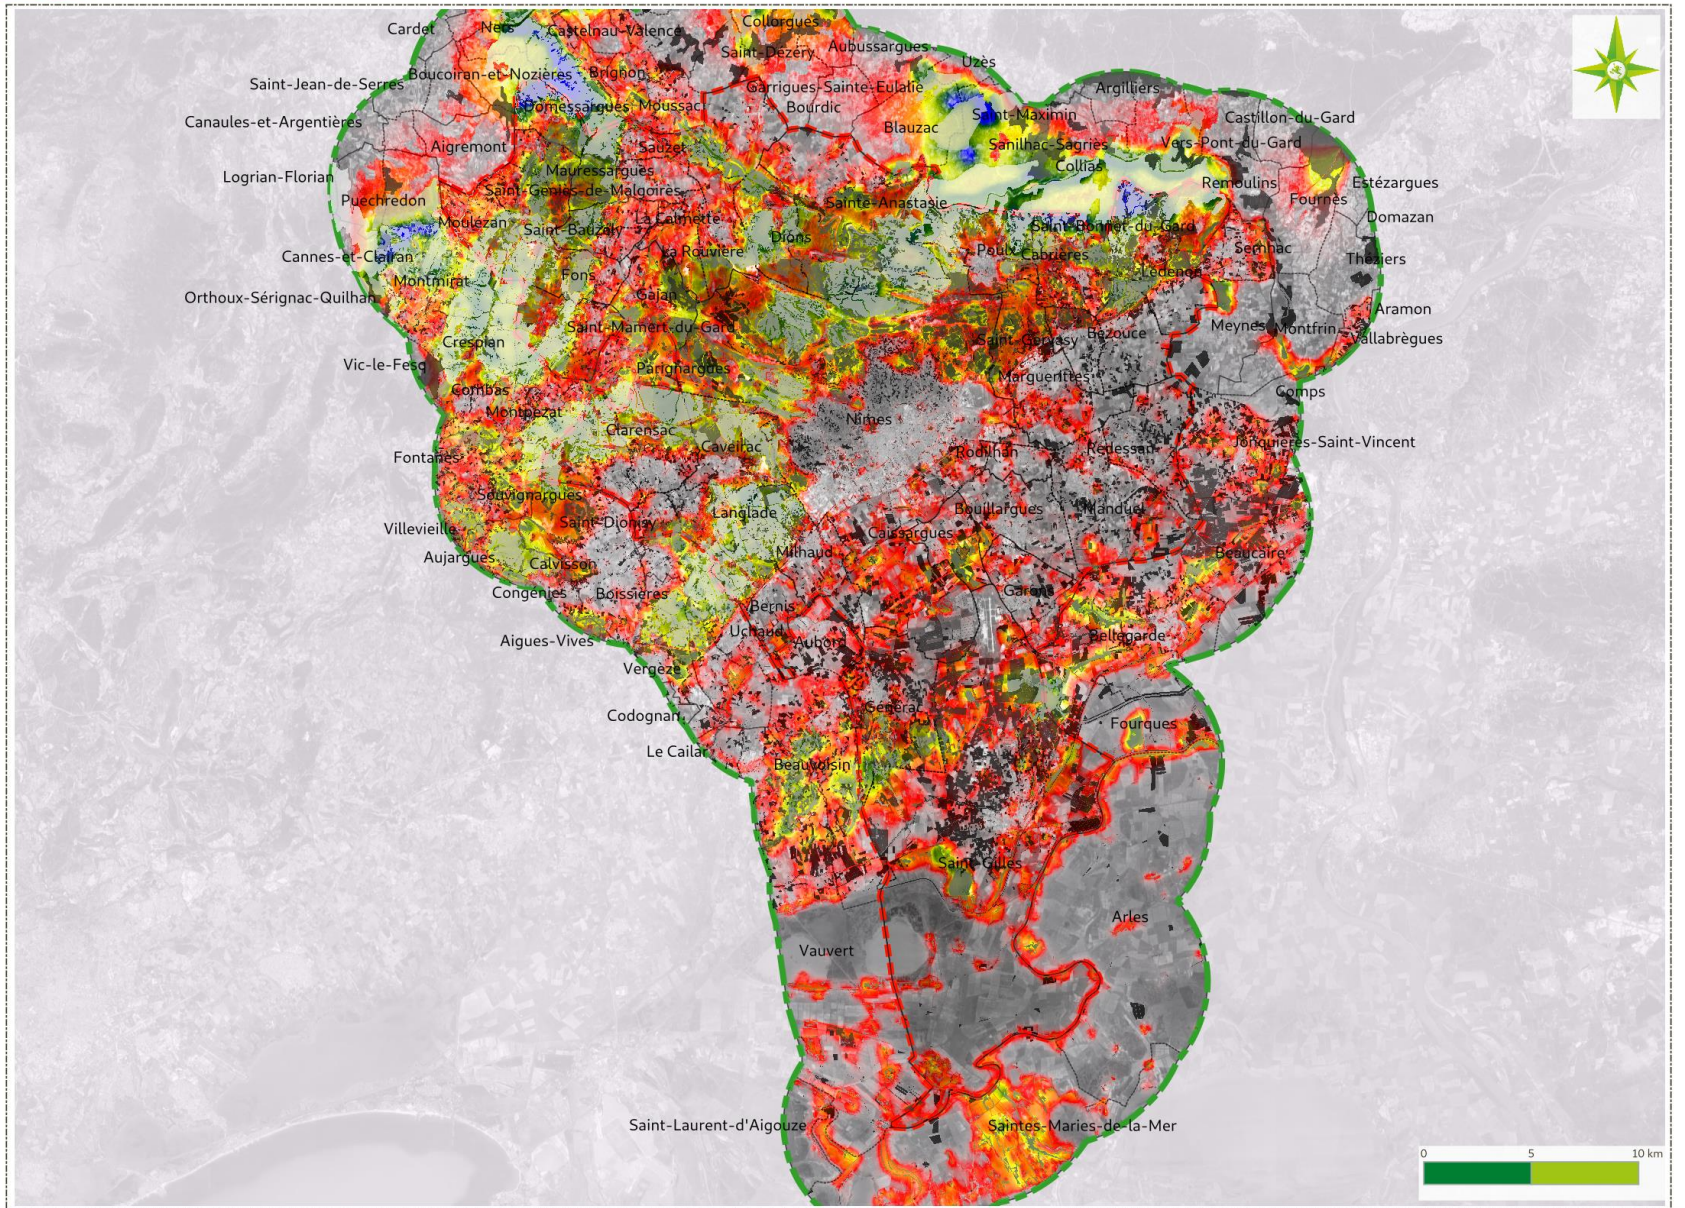 Cardet
Ners
Castelnau-Valence
Collorgues
Saint-Dézéry
Aubussargues
Uzès
Saint-Jean-de-Serres
Boucoiran-et-Nozières
Brignon
Garrigues-Sainte-Eulalie
Argilliers
Domessargues
Moussac
Bourdic
Saint-Maximin
Castillon-du-Gard
Canaules-et-Argentières
Blauzac
Aigremont
Sauzet
Sanilhac-Sagriès
Vers-Pont-du-Gard
Collias
Logrian-Florian
Mauressargues
Saint-Géniès-de-Malgoirès
Remoulins
Estézargues
Puechredon
Sainte-Anastasie
Fournès
Moulézan
La Calmette
Domazan
Saint-Bauzély
Dions
Saint-Bonnet-du-Gard
Cannes-et-Clairan
La Rouvière
Poulx
Cabrières
Sernhac
Théziers
Montmirat
Fons
Lédenon
Orthoux-Sérignac-Quilhan
Gajan
Aramon
Saint-Mamert-du-Gard
Meynes
Montfrin
Crespian
Saint-Gervasy
Bezouce
Vallabrègues
Vic-le-Fesq
Parignargues
Marguerittes
Combas
Comps
Montpezat
Nîmes
Clarensac
Caveirac
Rodilhan
Redessan
Jonquières-Saint-Vincent
Fontanès
Souvignargues
Langlade
Bouillargues
Manduel
Villevieille
Saint-Dionisy
Caissargues
Aujargues
Calvisson
Milhaud
Beaucaire
Congénies
Boissières
Garons
Bernis
Aigues-Vives
Uchaud
Aubord
Bellegarde
Vergèze
Codognan
Générac
Fourques
Le Cailar
Beauvoisin
Saint-Gilles
Arles
Vauvert
Saint-Laurent-d'Aigouze
Saintes-Maries-de-la-Mer
0 5 10 km